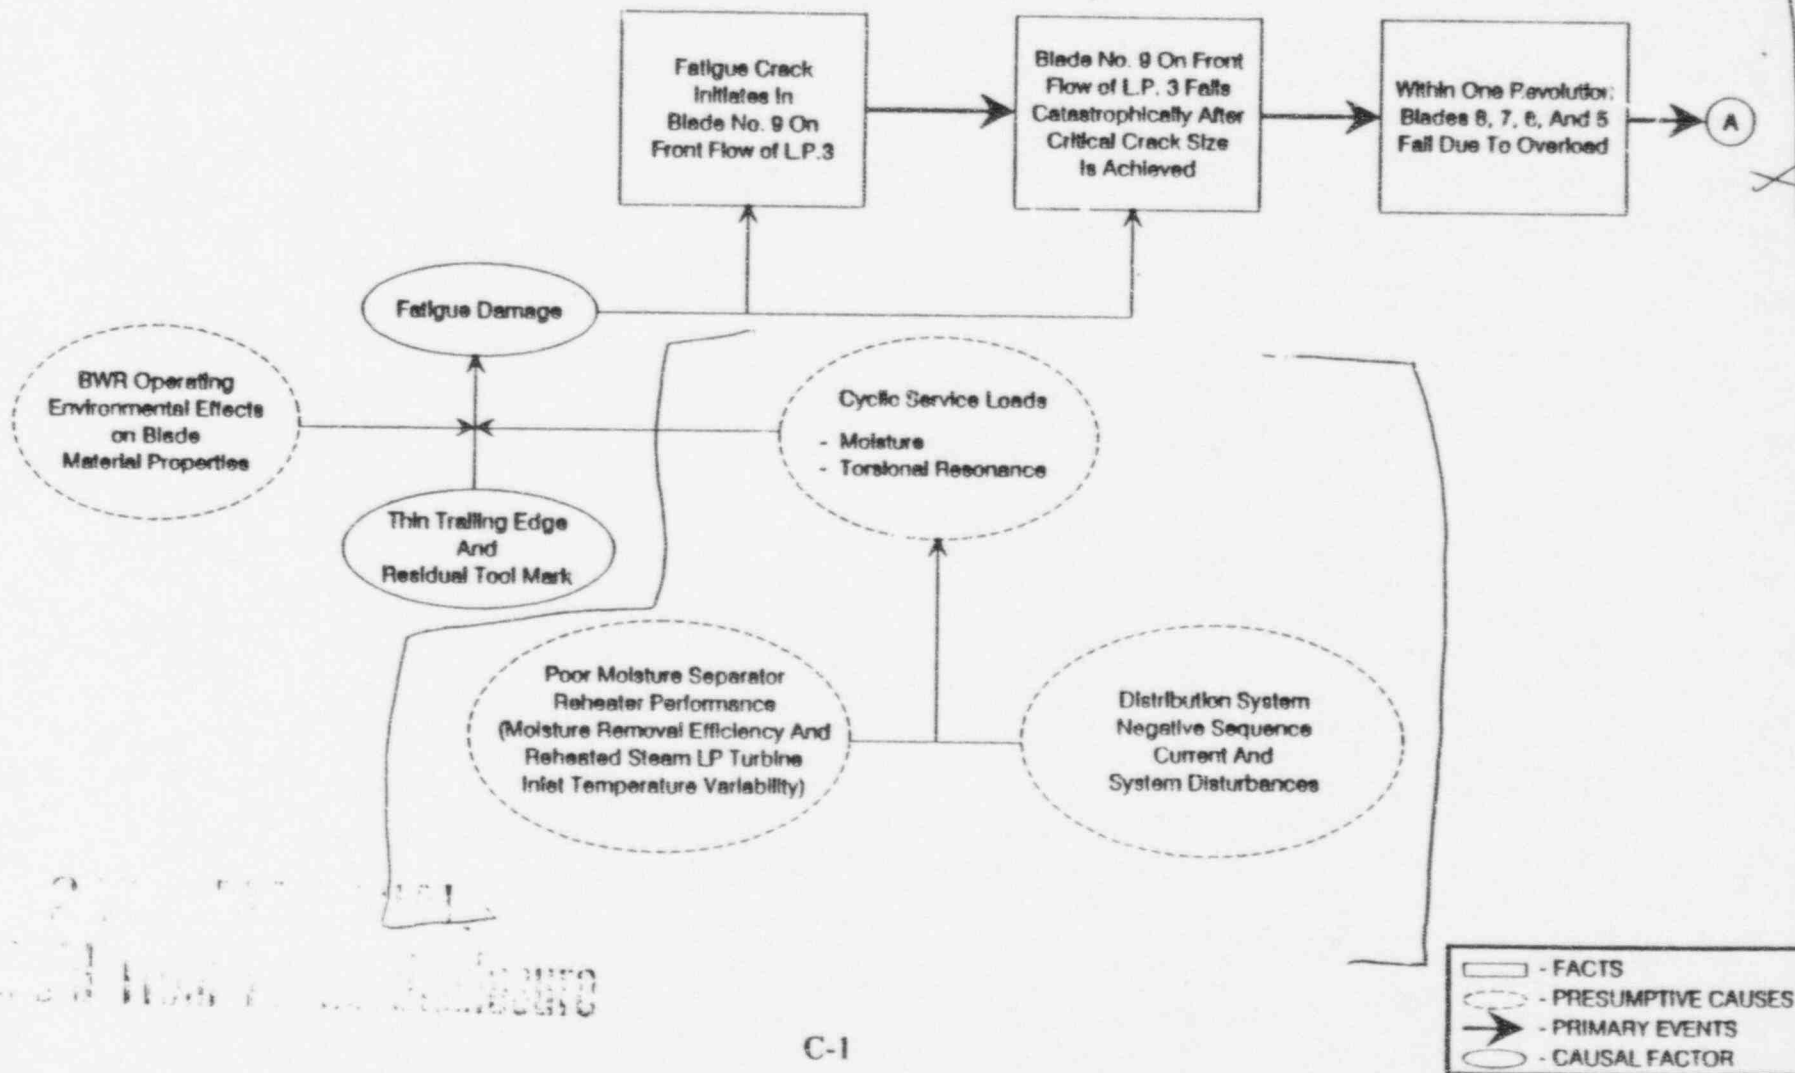 Fatigue Crack
Initiates In
Blade No. 9 On
Front Flow of L.P.3
Blade No. 9 On Front
Flow of L.P. 3 Fails
Catastrophically After
Critical Crack Size
Is Achieved
Within One Revolution:
Blades 8, 7, 6, And 5
Fail Due To Overload
A
Fatigue Damage
BWR Operating
Environmental Effects
on Blade
Material Properties
Cyclic Service Loads
- Moisture
- Torsional Resonance
Thin Trailing Edge
And
Residual Tool Mark
Poor Moisture Separator
Reheater Performance
(Moisture Removal Efficiency And
Reheated Steam LP Turbine
Inlet Temperature Variability)
Distribution System
Negative Sequence
Current And
System Disturbances
- FACTS
- PRESUMPTIVE CAUSES
- PRIMARY EVENTS
- CAUSAL FACTOR
C-1